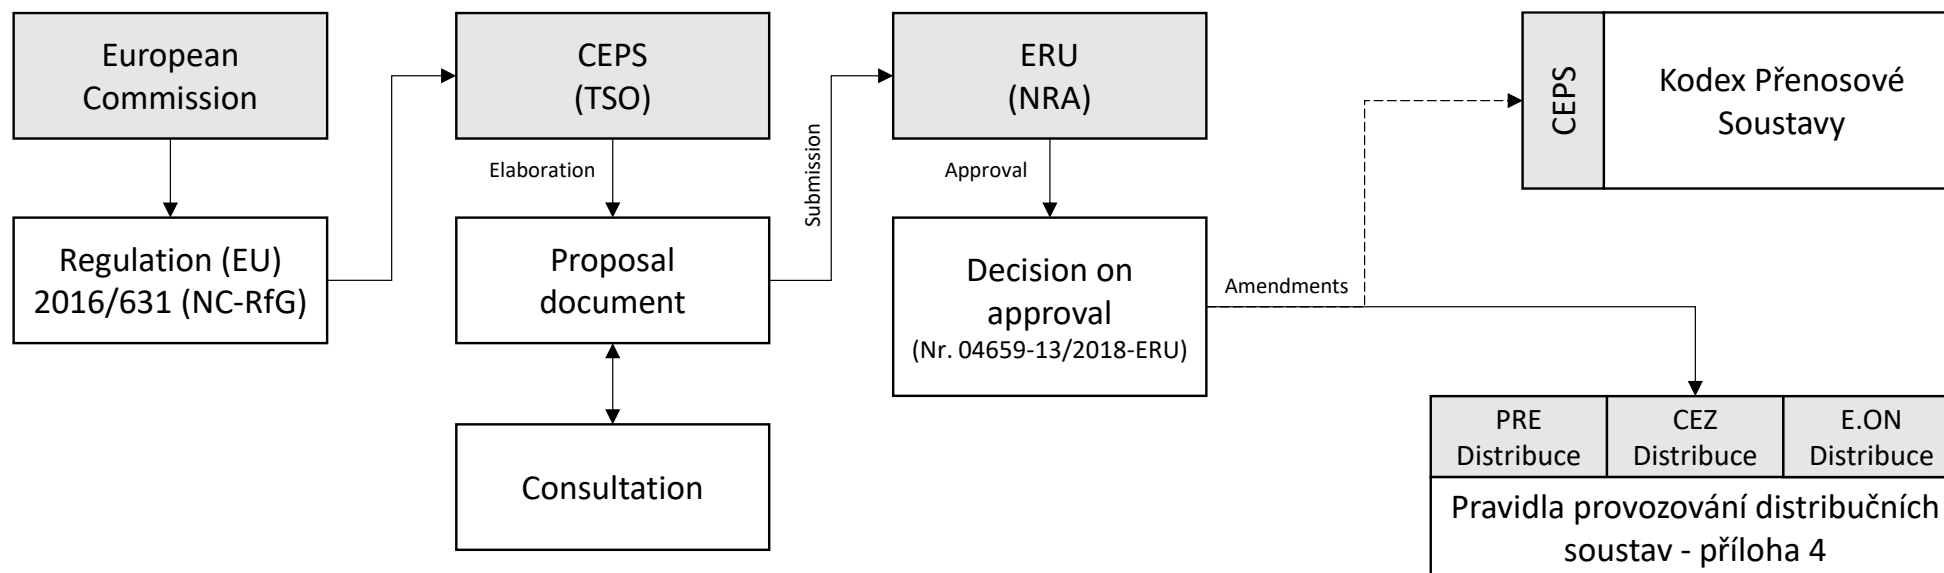 European
Commission
Regulation (EU)
2016/631 (NC-RfG)
CEPS
(TSO)
Elaboration
Proposal
document
Consultation
Submission
ERU
(NRA)
Approval
Decision on
approval
(Nr. 04659-13/2018-ERU)
Amendments
CEPS
Kodex Přenosové
Soustavy
PRE
Distribuce
CEZ
Distribuce
E.ON
Distribuce
Pravidla provozování distribučních
soustav - příloha 4